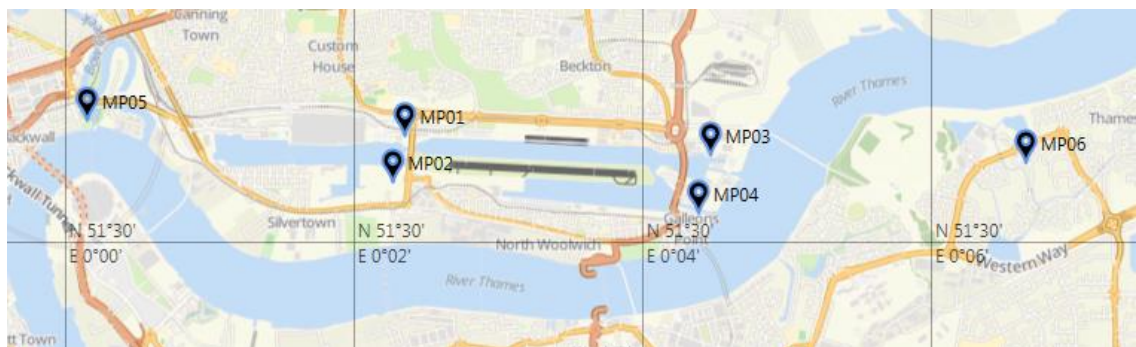 Canning
Town
Custom
House
Beckton
River Thames
MP05
MP01
MP03
Thames
MP06
MP02
MP04
Silvertown
Galleons
Point
North Woolwich
N 51°30'
E 0°00'
N 51°30'
E 0°02'
N 51°30'
E 0°04'
N 51°30'
E 0°06'
Western Way
River Thames
tt Town
lackwall
ckwall Tunnel